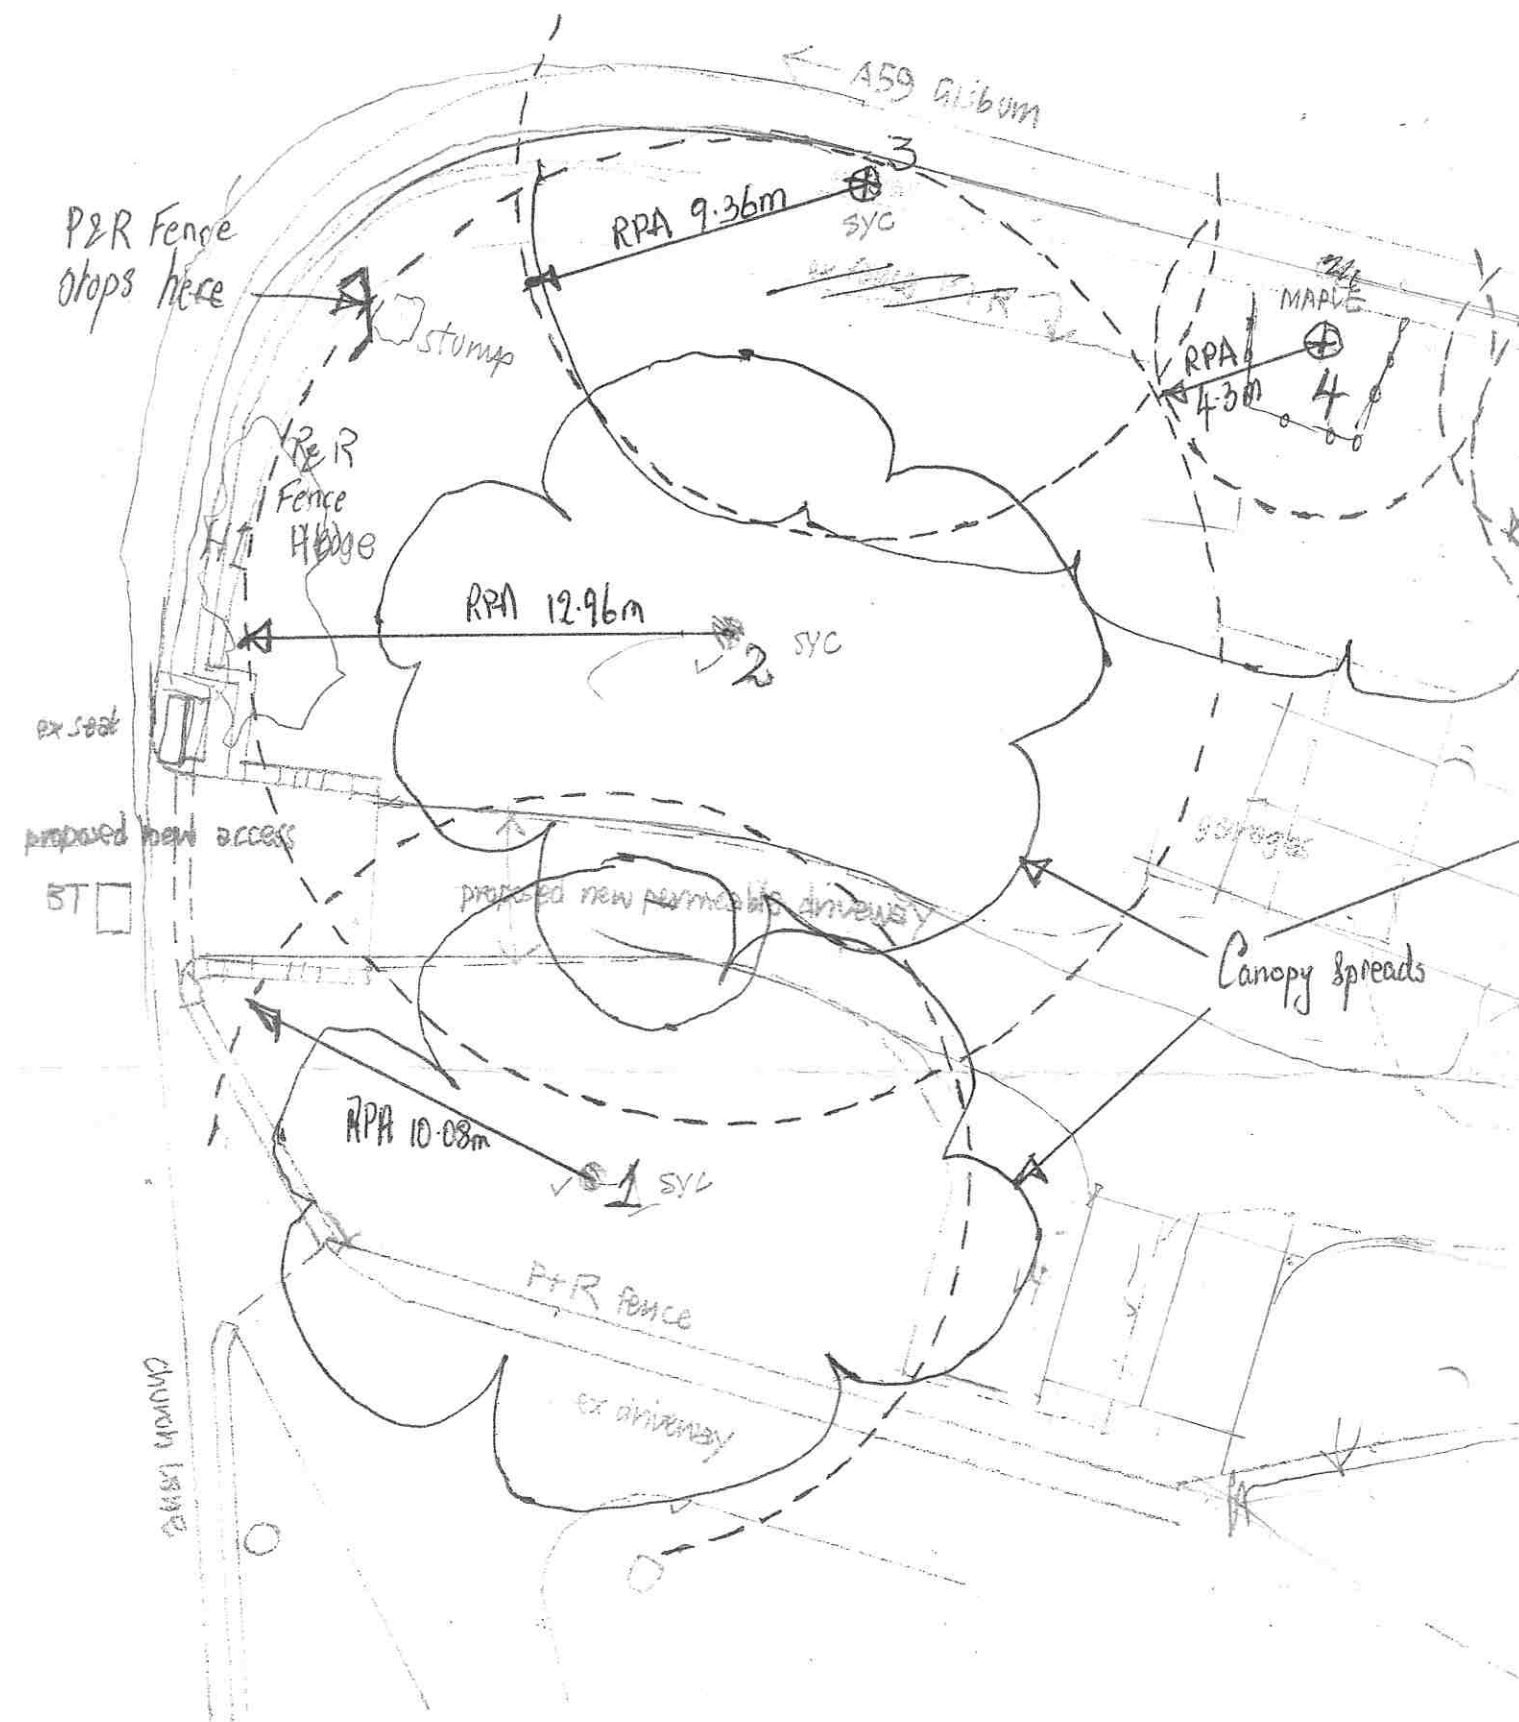 ← A59 Gisburn
3
RPA 9.36m
SYC
P&R Fence
stops here
stump
MAPLE
RPA
4.3m
4
P&R
Fence
H
Hedge
RPA 12.96m
2
SYC
ex seat
proposed new access
garages
BT
proposed new permeable driveway
Canopy spreads
RPA 10.08m
1 SYC
P+R Fence
ex driveway
Church Lane